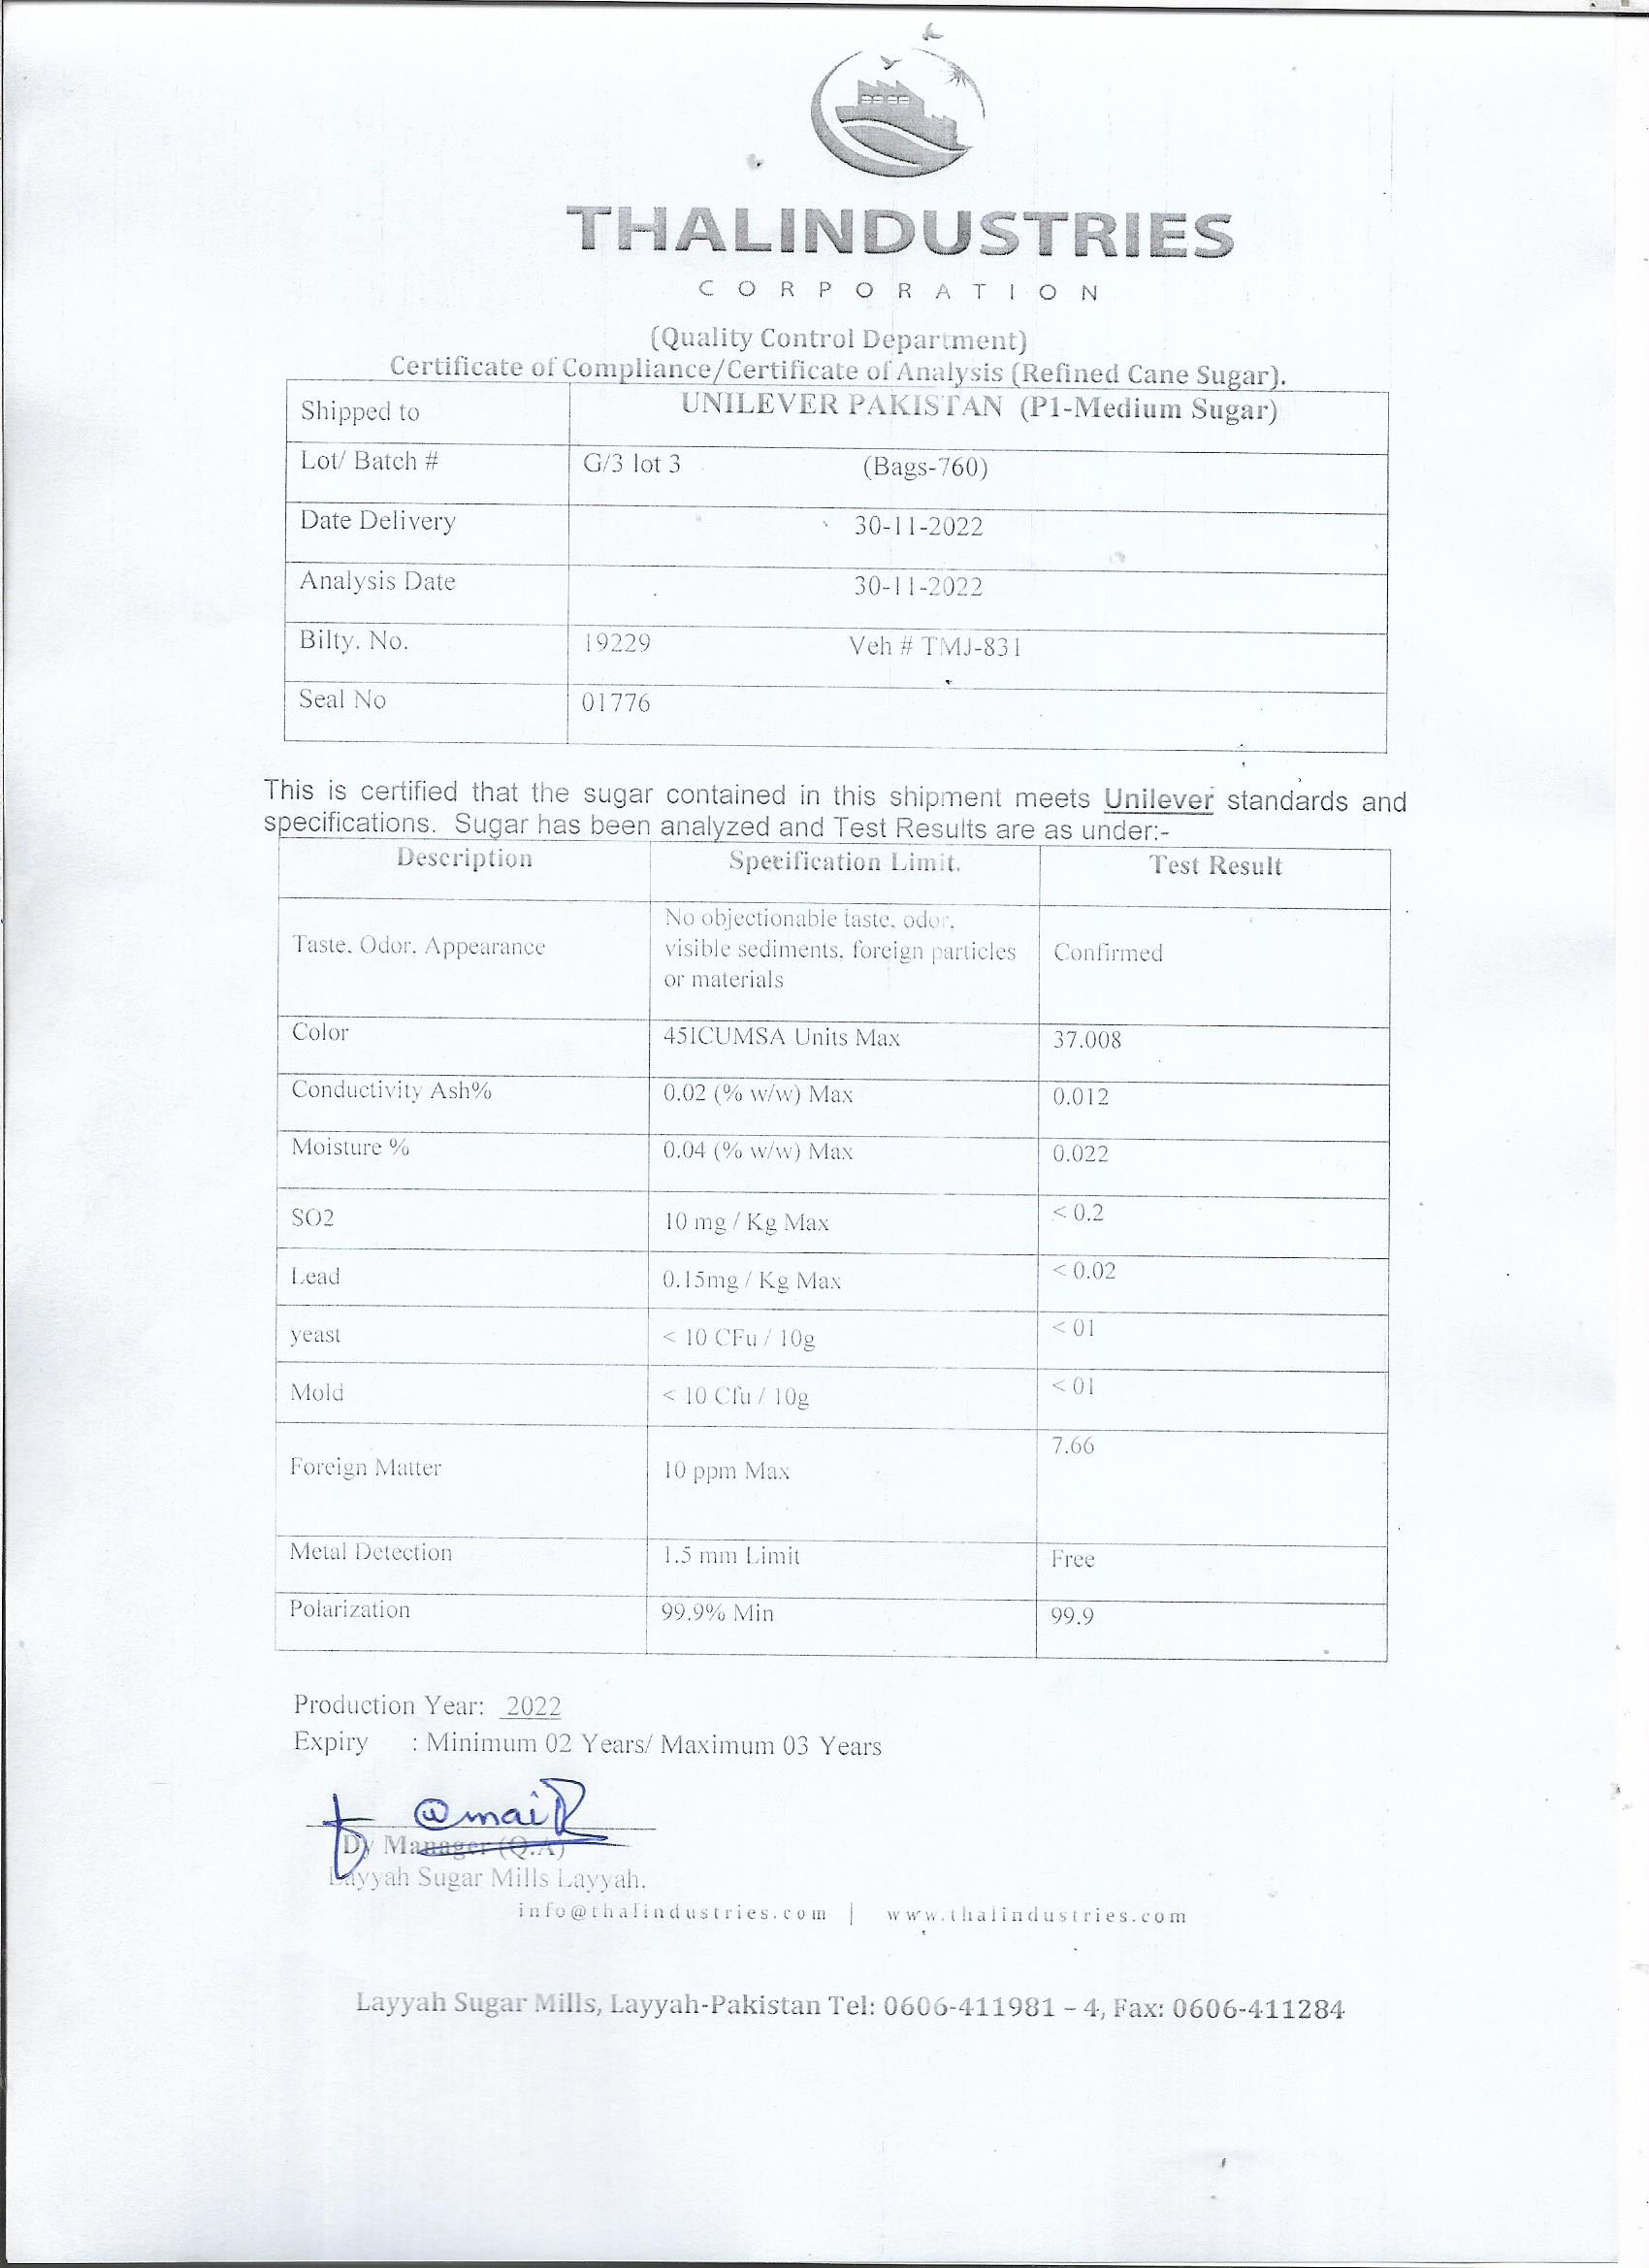 THALINDUSTRIES
CORPORATION
(Quality Control Department)
Certificate of Compliance/Certificate of Analysis (Refined Cane Sugar).
Shipped to UNILEVER PAKISTAN (P1-Medium Sugar)
Lot/ Batch # G/3 lot 3 (Bags-760)
Date Delivery 30-11-2022
Analysis Date 30-11-2022
Bilty. No. 19229 Veh # TMJ-831
Seal No 01776
This is certified that the sugar contained in this shipment meets Unilever standards and
specifications. Sugar has been analyzed and Test Results are as under:-
Description Specification Limit. Test Result
Taste. Odor. Appearance No objectionable taste, odor, visible sediments, foreign particles or materials Confirmed
Color 45ICUMSA Units Max 37.008
Conductivity Ash% 0.02 (% w/w) Max 0.012
Moisture % 0.04 (% w/w) Max 0.022
SO2 10 mg / Kg Max < 0.2
Lead 0.15mg / Kg Max < 0.02
yeast < 10 CFu / 10g < 01
Mold < 10 Cfu / 10g < 01
Foreign Matter 10 ppm Max 7.66
Metal Detection 1.5 mm Limit Free
Polarization 99.9% Min 99.9
Production Year: 2022
Expiry : Minimum 02 Years/ Maximum 03 Years
Dy Manager (Q.A)
Layyah Sugar Mills Layyah.
info@thalindustries.com | www.thalindustries.com
Layyah Sugar Mills, Layyah-Pakistan Tel: 0606-411981 – 4, Fax: 0606-411284